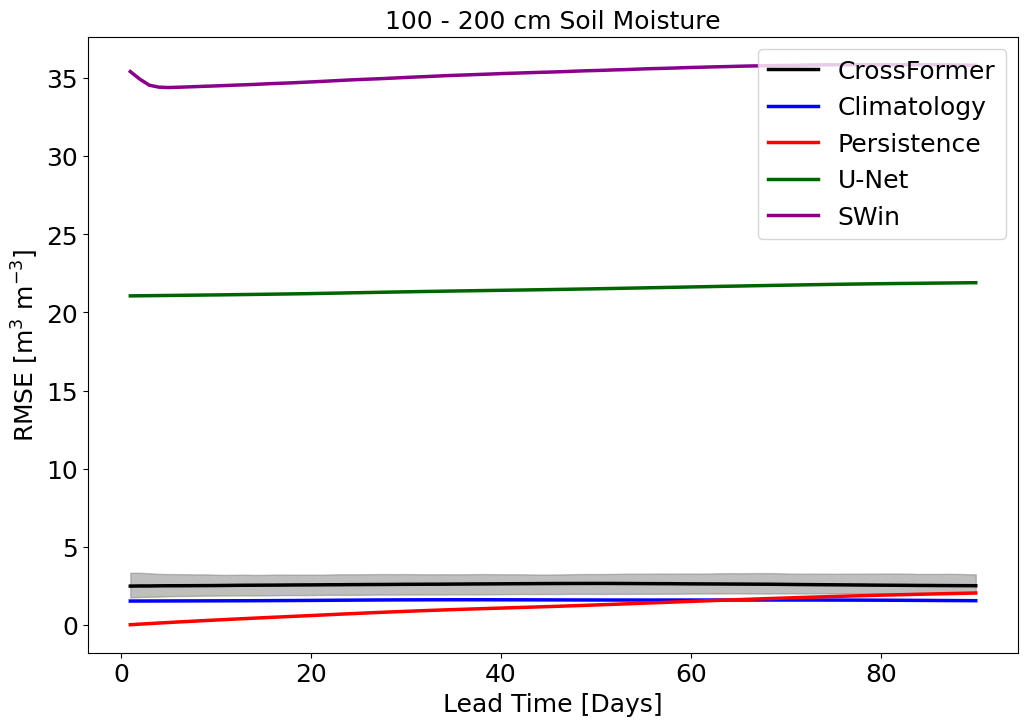 100 - 200 cm Soil Moisture
RMSE [m³ m⁻³]
35
30
25
20
15
10
5
0
CrossFormer
Climatology
Persistence
U-Net
SWin
0 20 40 60 80
Lead Time [Days]